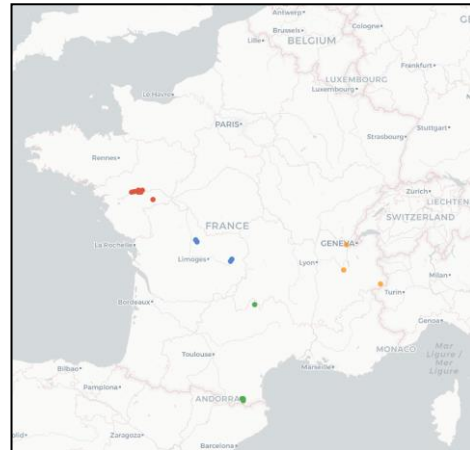 Antwerp
Brussels
Cologne
Lille
BELGIUM
Frankfurt
LUXEMBOURG
Luxembourg
Le Havre
PARIS
Strasbourg
Stuttgart
Rennes
Zurich
LIECHTEN
FRANCE
SWITZERLAND
La Rochelle
GENEVA
Limoges
Lyon
Milan
Turin
Bordeaux
Genoa
Toulouse
MONACO
Mar
Ligure /
Mer
Ligure
Marseille
Bilbao
Pamplona
ANDORRA
Zaragoza
Barcelona